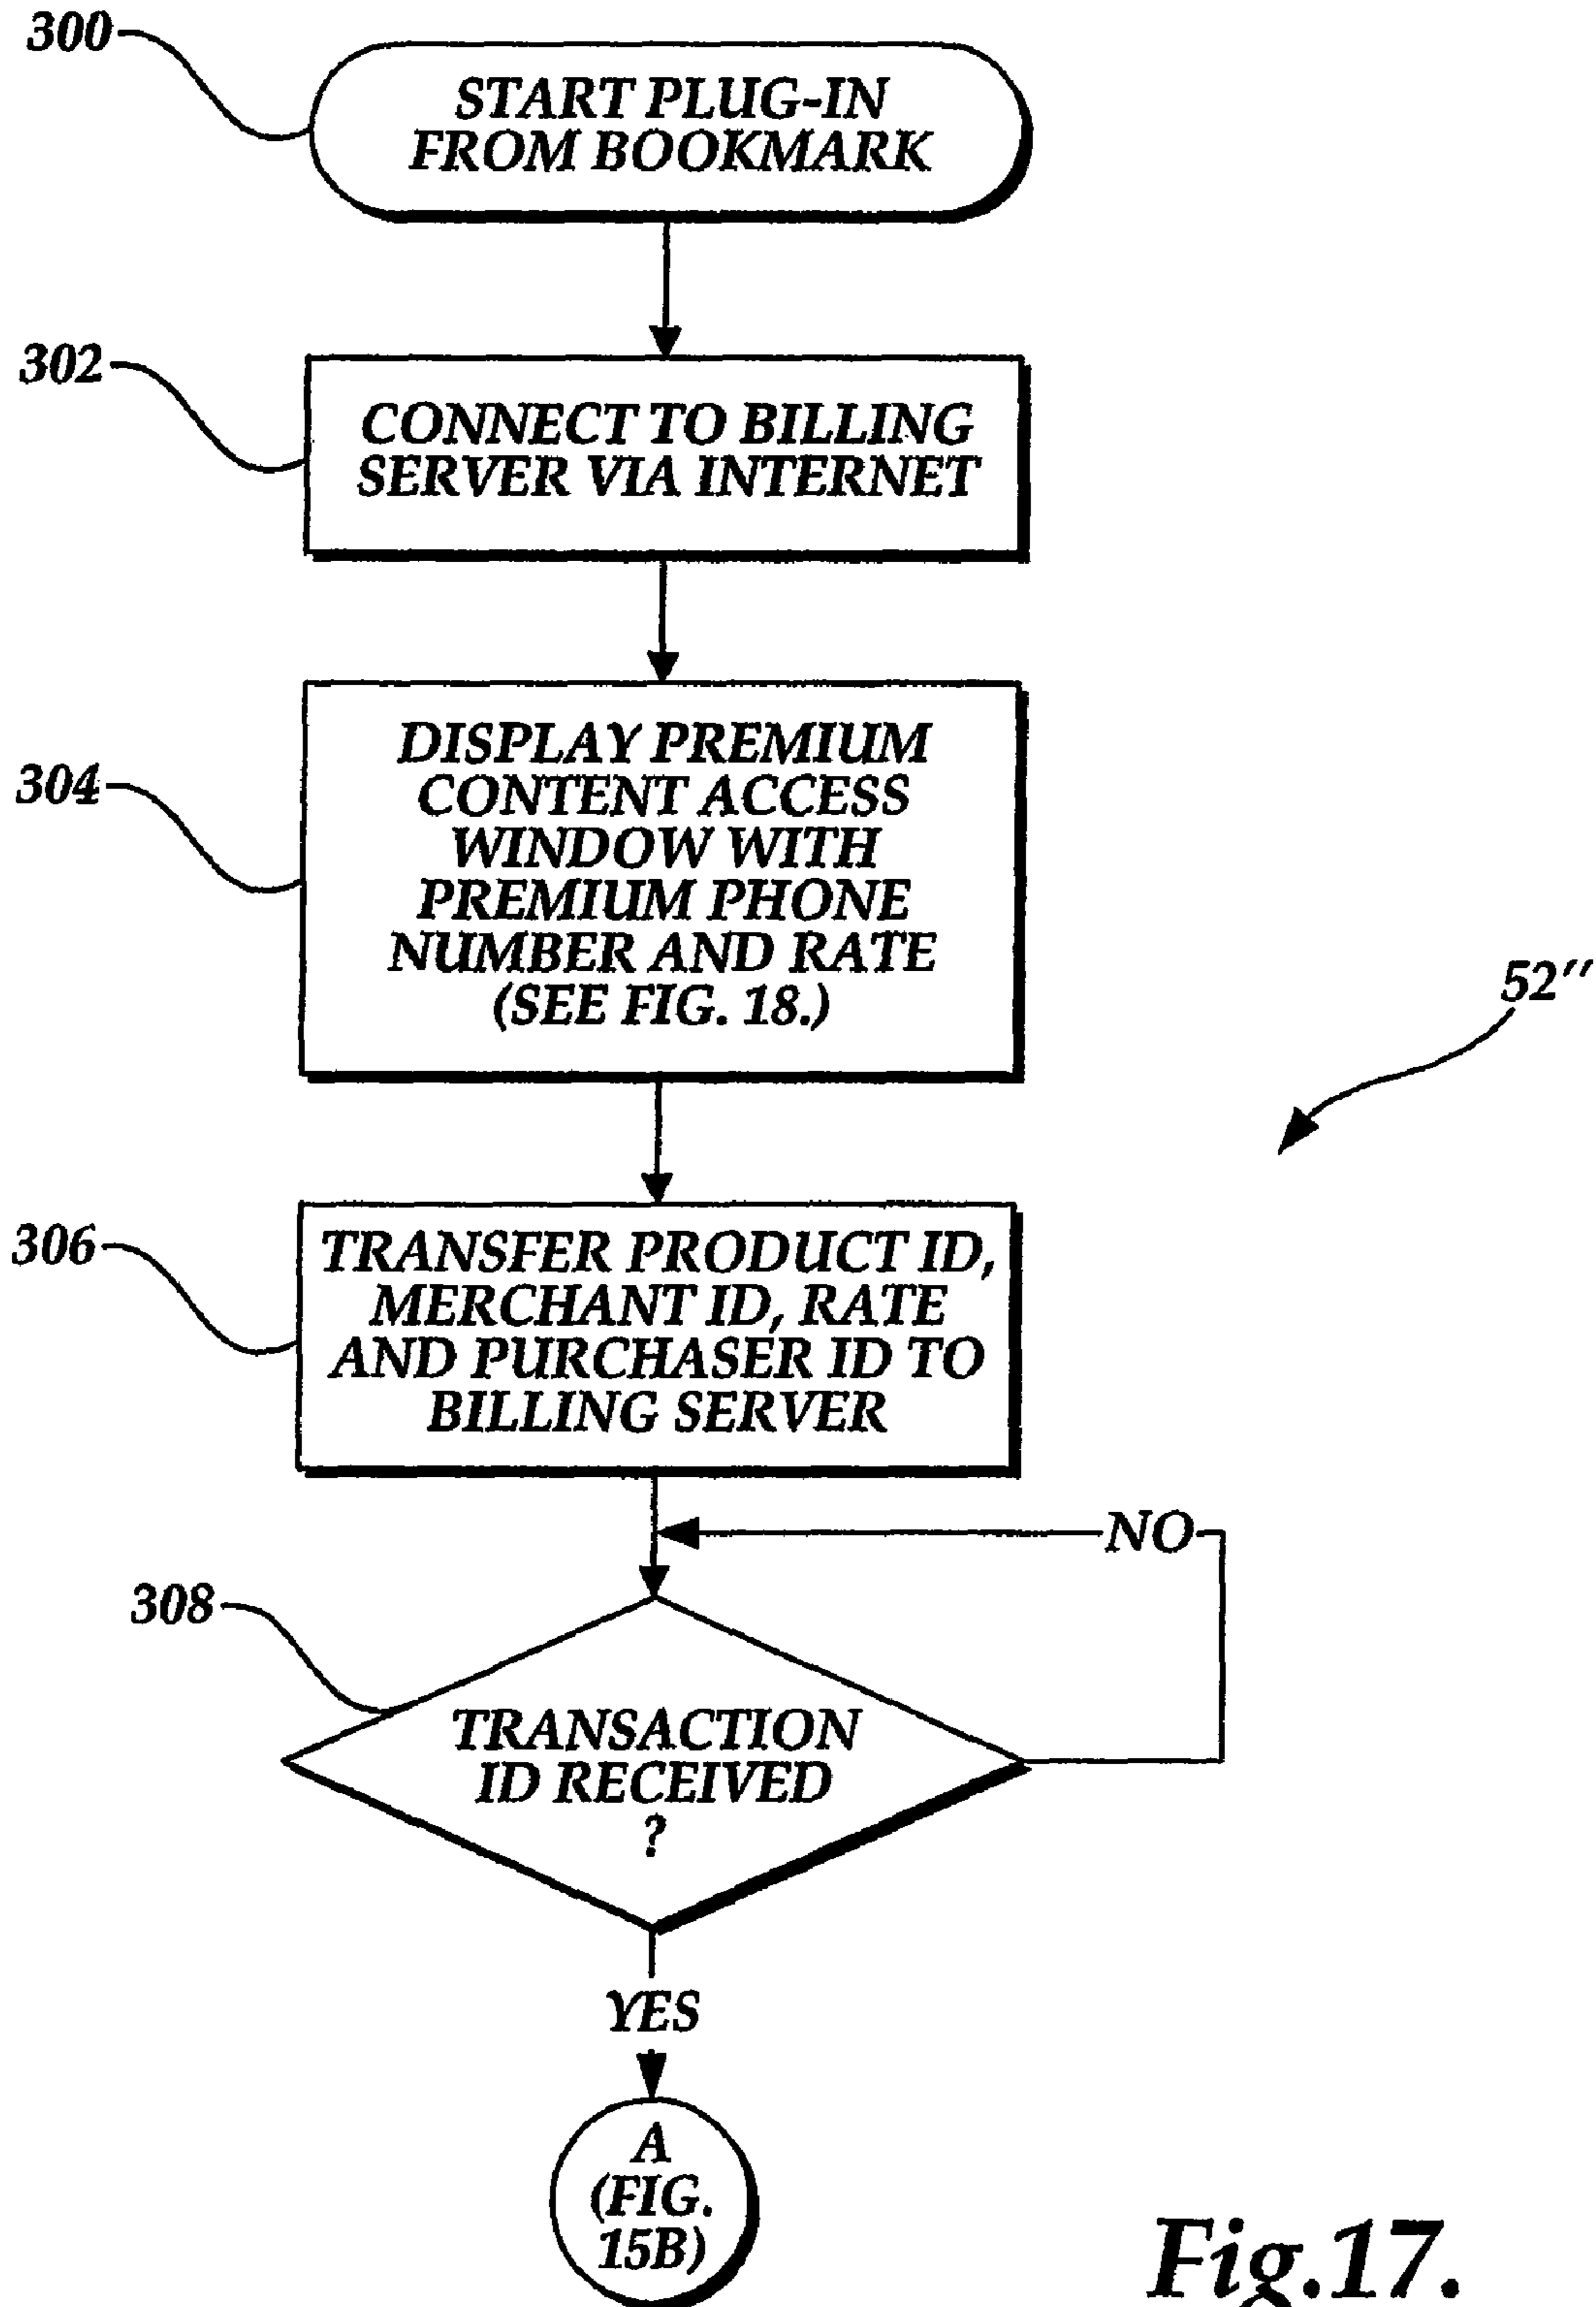 300
START PLUG-IN
FROM BOOKMARK
302
CONNECT TO BILLING
SERVER VIA INTERNET
304
DISPLAY PREMIUM
CONTENT ACCESS
WINDOW WITH
PREMIUM PHONE
NUMBER AND RATE
(SEE FIG. 18.)
52''
306
TRANSFER PRODUCT ID,
MERCHANT ID, RATE
AND PURCHASER ID TO
BILLING SERVER
NO
308
TRANSACTION
ID RECEIVED
?
YES
A
(FIG.
15B)
Fig.17.